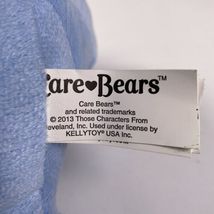 Care❤Bears™
Care Bears™
and related trademarks
© 2013 Those Characters From
Cleveland, Inc. Used under license by
KELLYTOY® USA Inc.